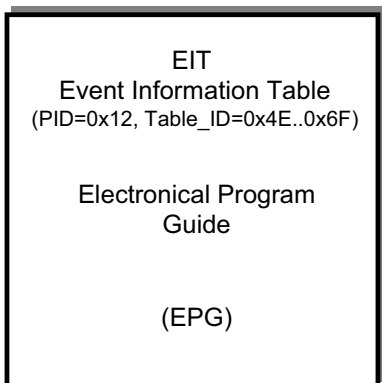 EIT
Event Information Table
(PID=0x12, Table_ID=0x4E..0x6F)
Electronical Program
Guide
(EPG)